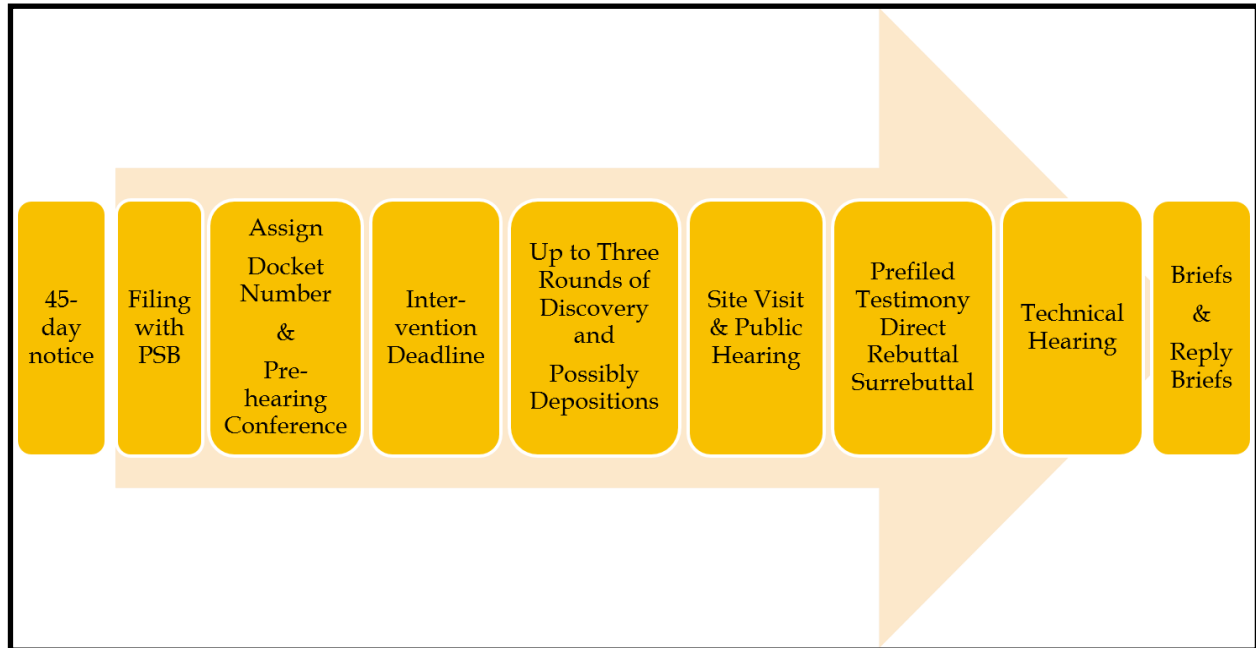 45-
day
notice
Filing
with
PSB
Assign
Docket
Number
&
Pre-
hearing
Conference
Inter-
vention
Deadline
Up to Three
Rounds of
Discovery
and
Possibly
Depositions
Site Visit
& Public
Hearing
Prefiled
Testimony
Direct
Rebuttal
Surrebuttal
Technical
Hearing
Briefs
&
Reply
Briefs